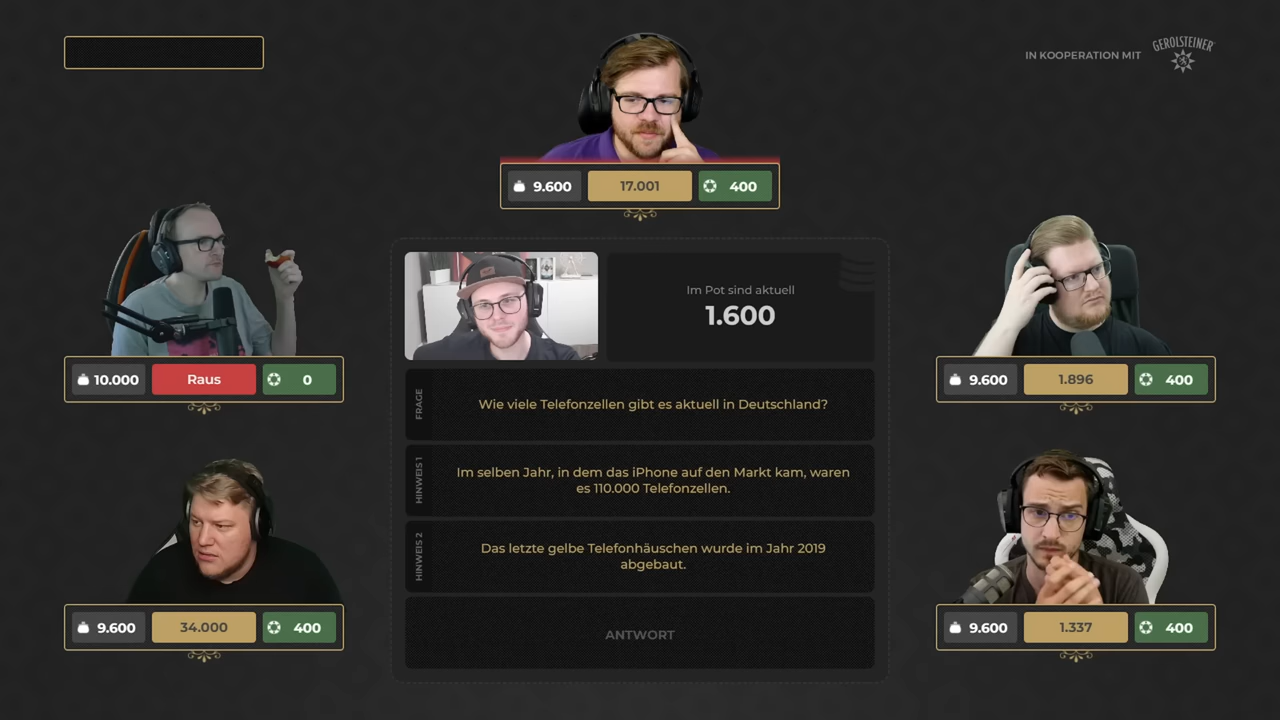 IN KOOPERATION MIT
GEROLSTEINER
9.600
17.001
400
10.000
Raus
0
9.600
1.896
400
Im Pot sind aktuell
1.600
FRAGE
Wie viele Telefonzellen gibt es aktuell in Deutschland?
HINWEIS 1
Im selben Jahr, in dem das iPhone auf den Markt kam, waren
es 110.000 Telefonzellen.
HINWEIS 2
Das letzte gelbe Telefonhäuschen wurde im Jahr 2019
abgebaut.
ANTWORT
9.600
34.000
400
9.600
1.337
400